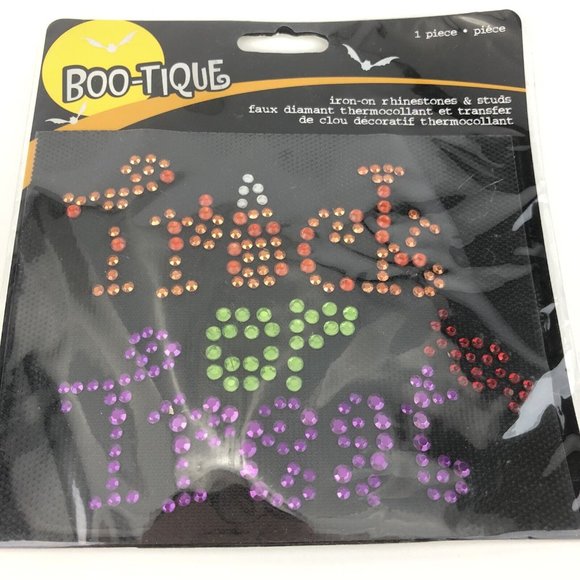 1 piece • pièce
BOO-TIQUE
iron-on rhinestones & studs
faux diamant thermocollant et transfer
de clou décoratif thermocollant
Trick
or
Treat